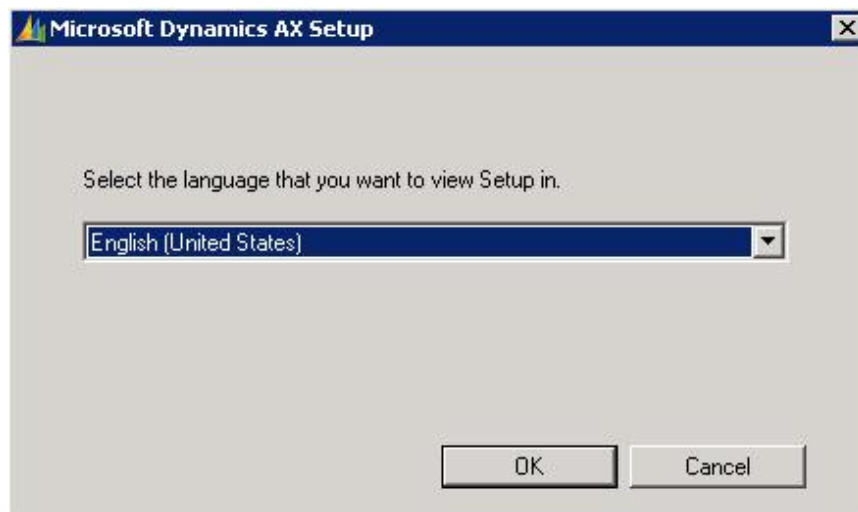 Microsoft Dynamics AX Setup
Select the language that you want to view Setup in.
English (United States)
OK
Cancel